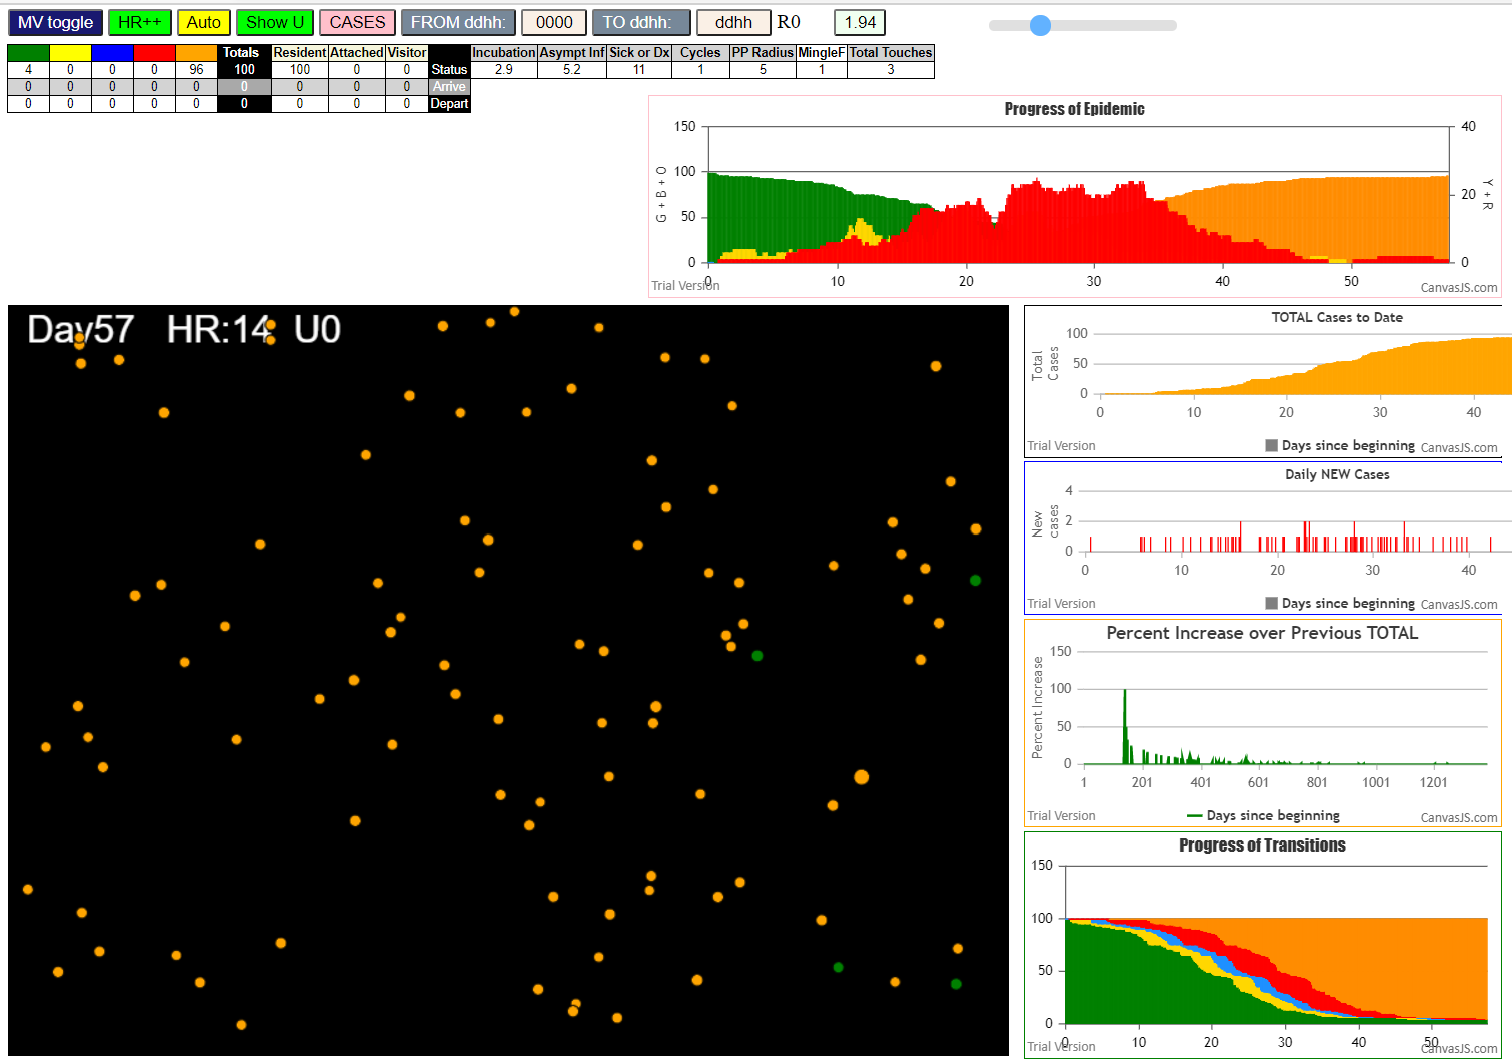 MV toggle HR++ Auto Show U CASES FROM ddhh: 0000 TO ddhh: ddhh R0 1.94
Totals Resident Attached Visitor Incubation Asympt Inf Sick or Dx Cycles PP Radius MingleF Total Touches
4 0 0 0 96 100 100 0 0 Status 2.9 5.2 11 1 5 1 3
0 0 0 0 0 0 0 0 0 Arrive
0 0 0 0 0 0 0 0 0 Depart
Progress of Epidemic
150 40
100
20
50
0 0
G + B + O
Y + R
0 10 20 30 40 50
Trial Version CanvasJS.com
Day57 HR:14 U0
TOTAL Cases to Date
Total
Cases
100
50
0
0 10 20 30 40
Days since beginning
Trial Version CanvasJS.com
Daily NEW Cases
New
cases
4
2
0
0 10 20 30 40
Days since beginning
Trial Version CanvasJS.com
Percent Increase over Previous TOTAL
Percent Increase
150
100
50
0
1 201 401 601 801 1001 1201
Days since beginning
Trial Version CanvasJS.com
Progress of Transitions
150
100
50
0
0 10 20 30 40 50
Trial Version CanvasJS.com